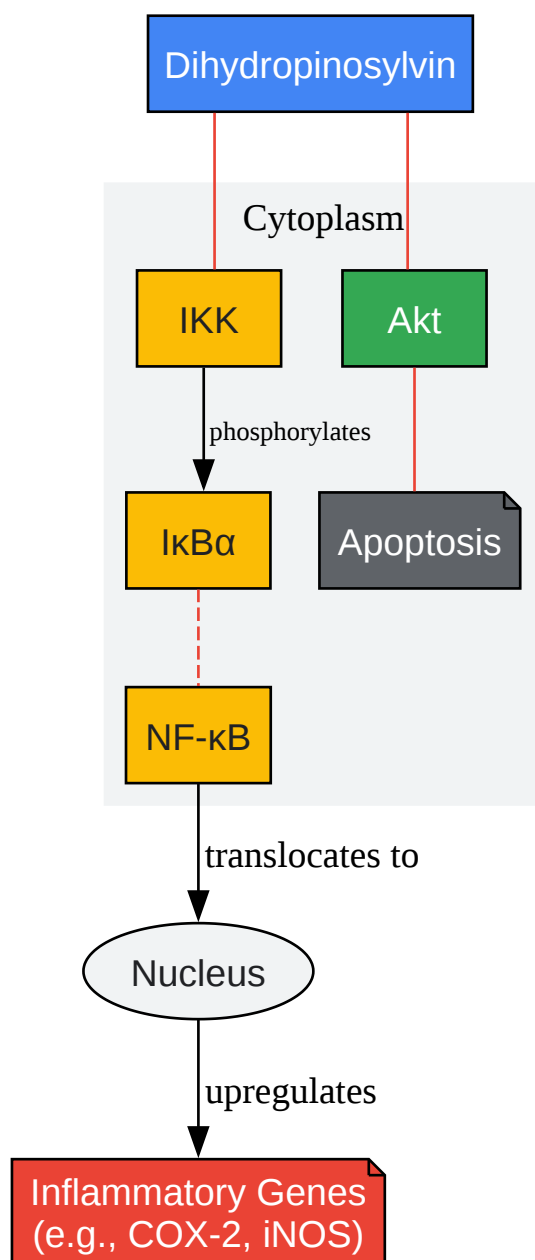 Dihydropinosylvin
Cytoplasm
IKK
Akt
phosphorylates
IκBα
Apoptosis
NF-κB
translocates to
Nucleus
upregulates
Inflammatory Genes
(e.g., COX-2, iNOS)